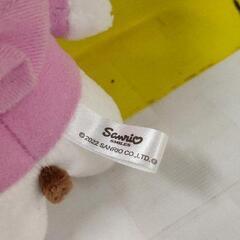 Sanrio
SMILES
© 2022 SANRIO CO., LTD.